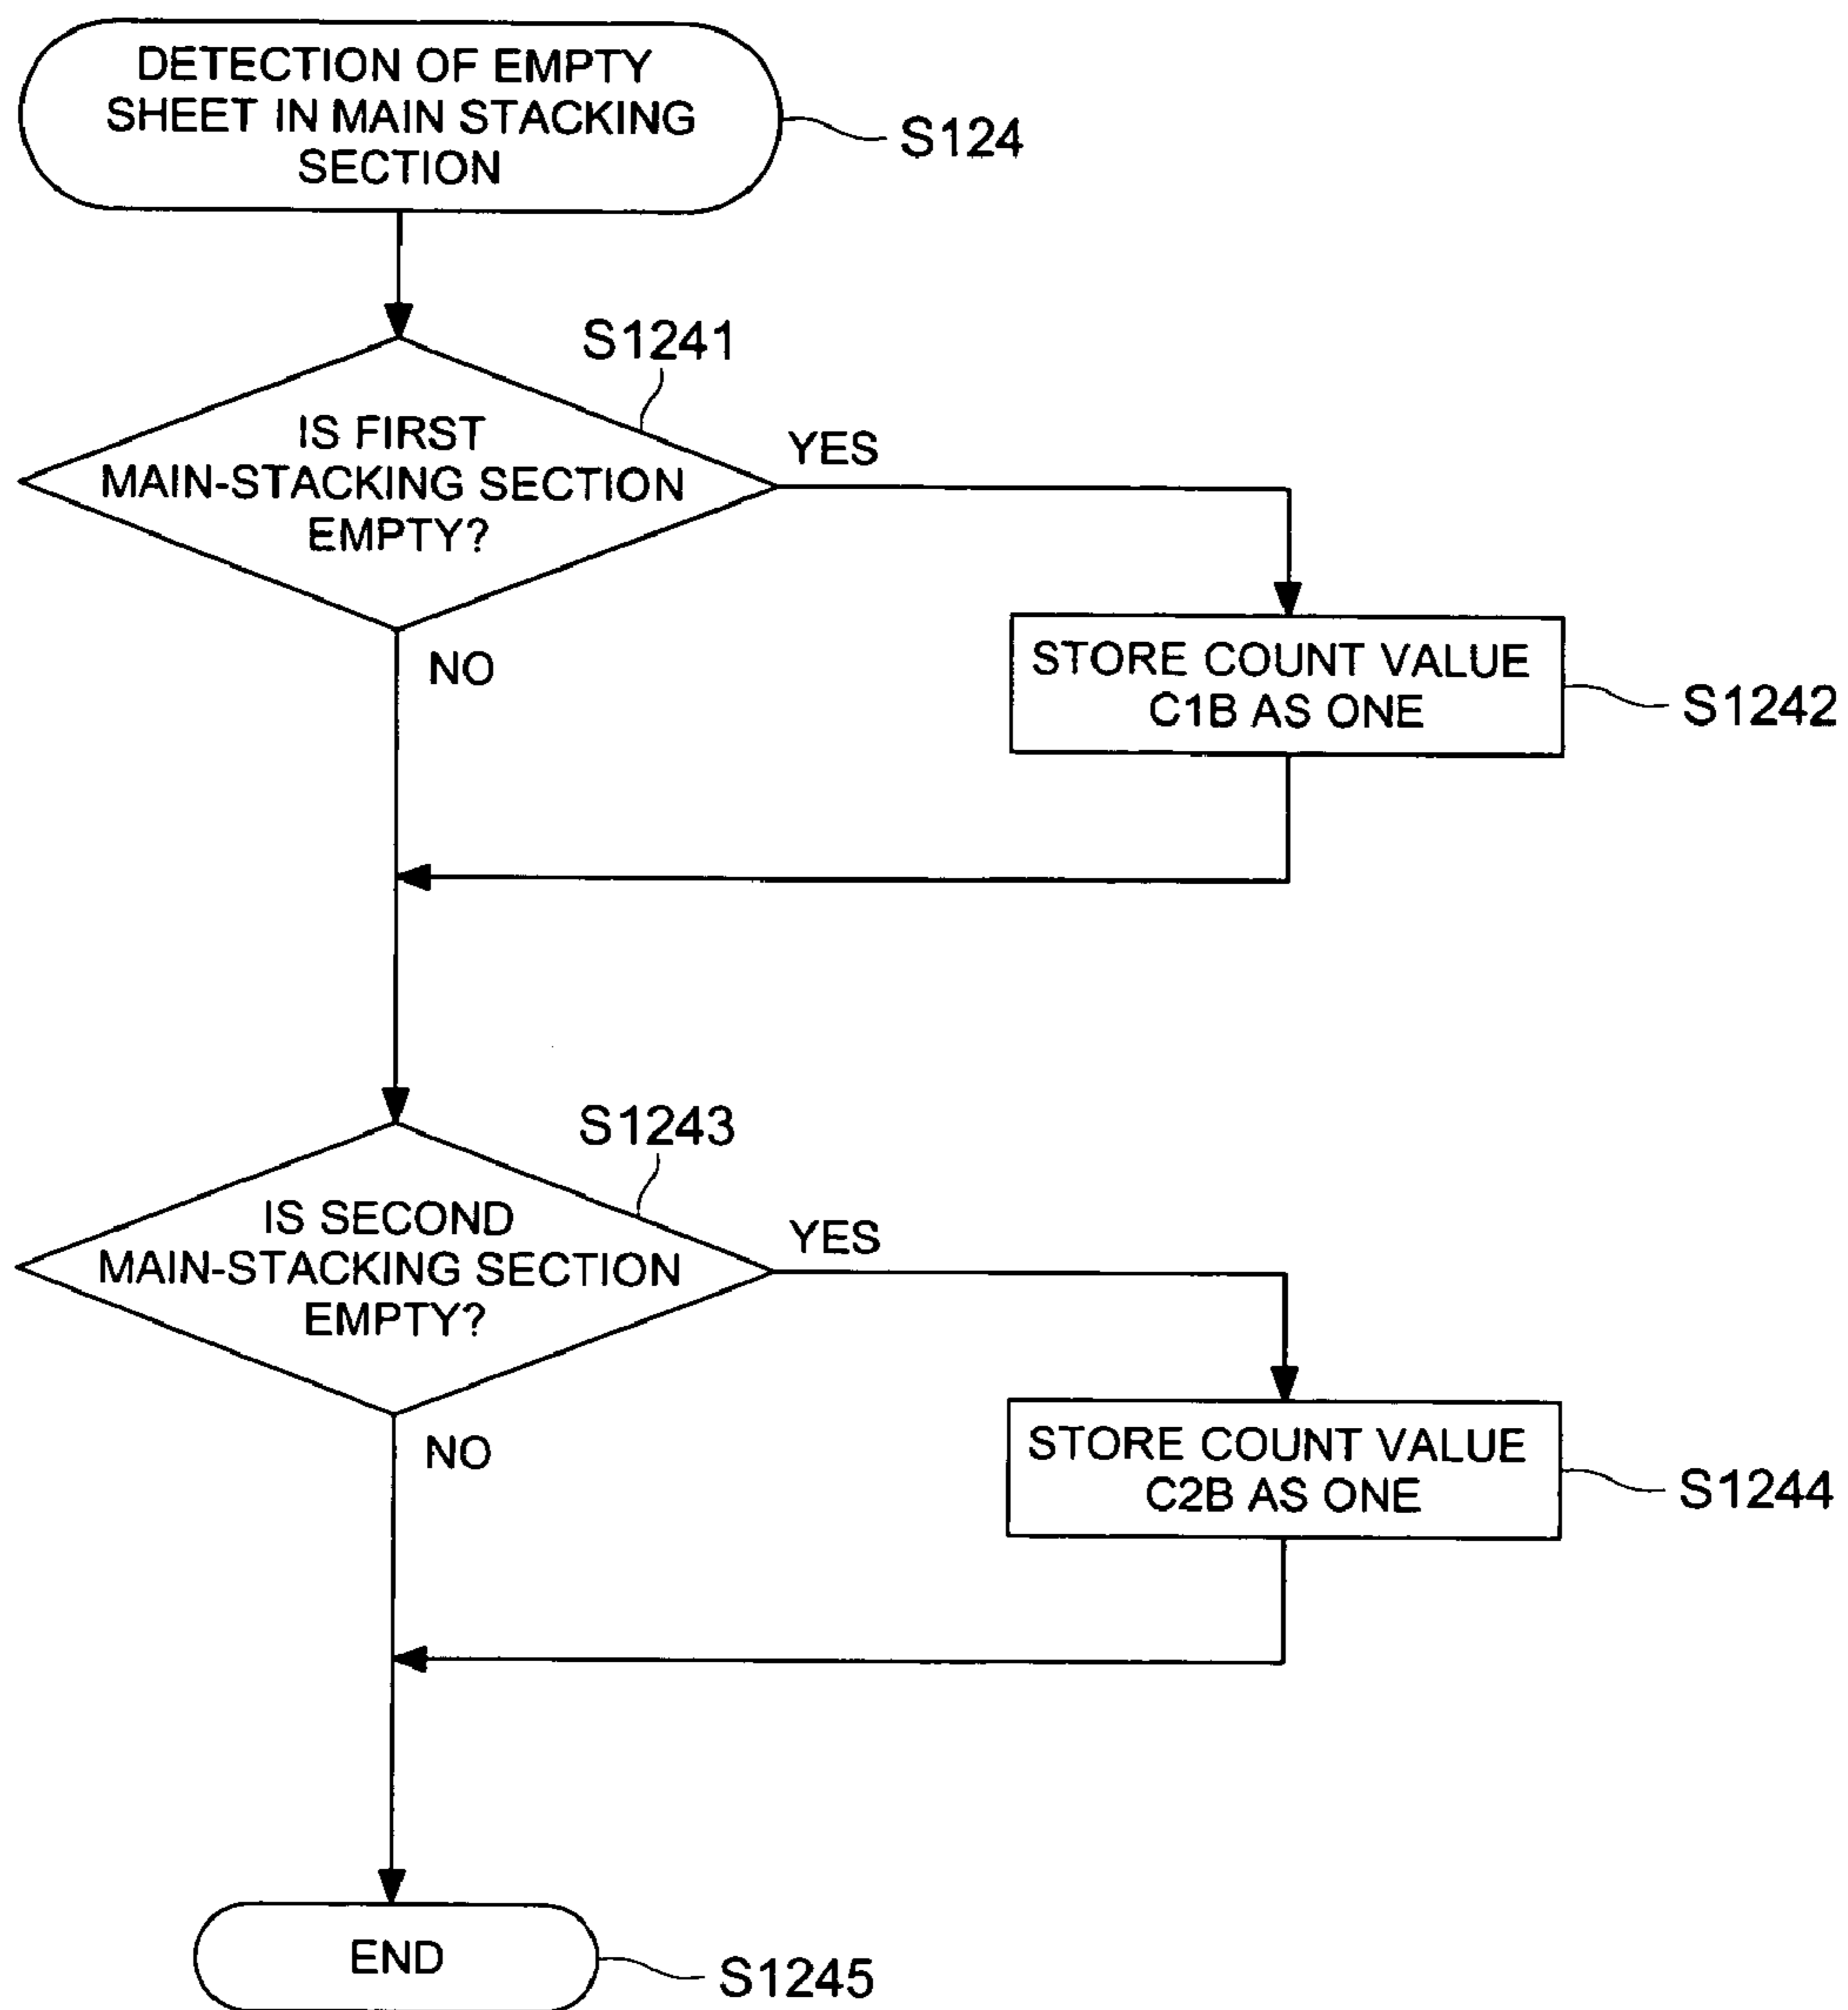 DETECTION OF EMPTY
SHEET IN MAIN STACKING
SECTION
S124
S1241
IS FIRST
MAIN-STACKING SECTION
EMPTY?
YES
NO
STORE COUNT VALUE
C1B AS ONE
S1242
S1243
IS SECOND
MAIN-STACKING SECTION
EMPTY?
YES
NO
STORE COUNT VALUE
C2B AS ONE
S1244
END
S1245